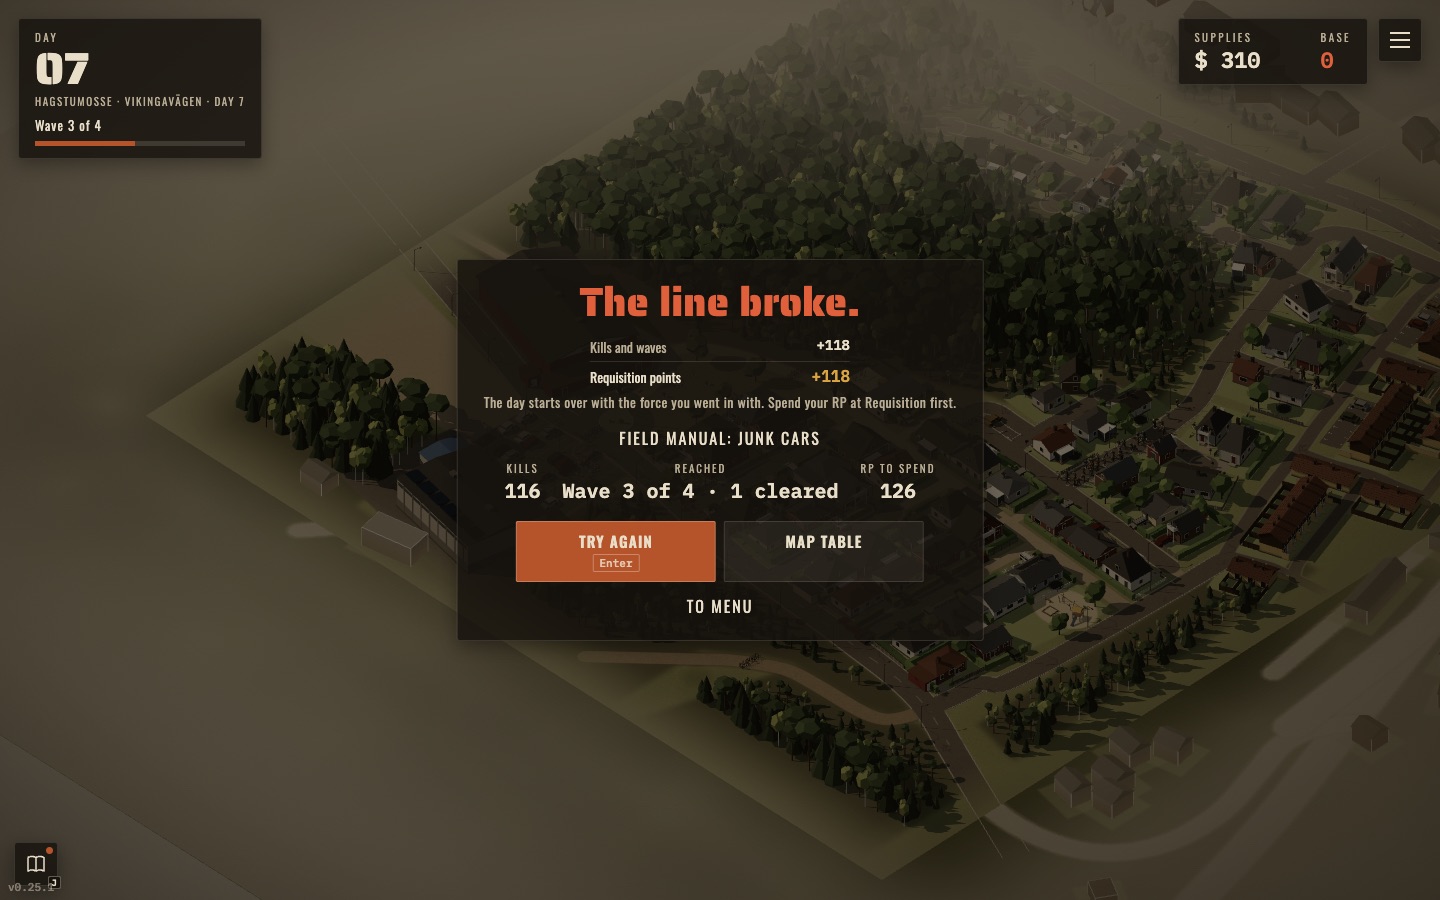 DAY
07
HAGSTUMOSSE · VIKINGAVÄGEN · DAY 7
Wave 3 of 4
SUPPLIES
$ 310
BASE
0
The line broke.
Kills and waves +118
Requisition points +118
The day starts over with the force you went in with. Spend your RP at Requisition first.
FIELD MANUAL: JUNK CARS
KILLS
116
REACHED
Wave 3 of 4 · 1 cleared
RP TO SPEND
126
TRY AGAIN
Enter
MAP TABLE
TO MENU
J